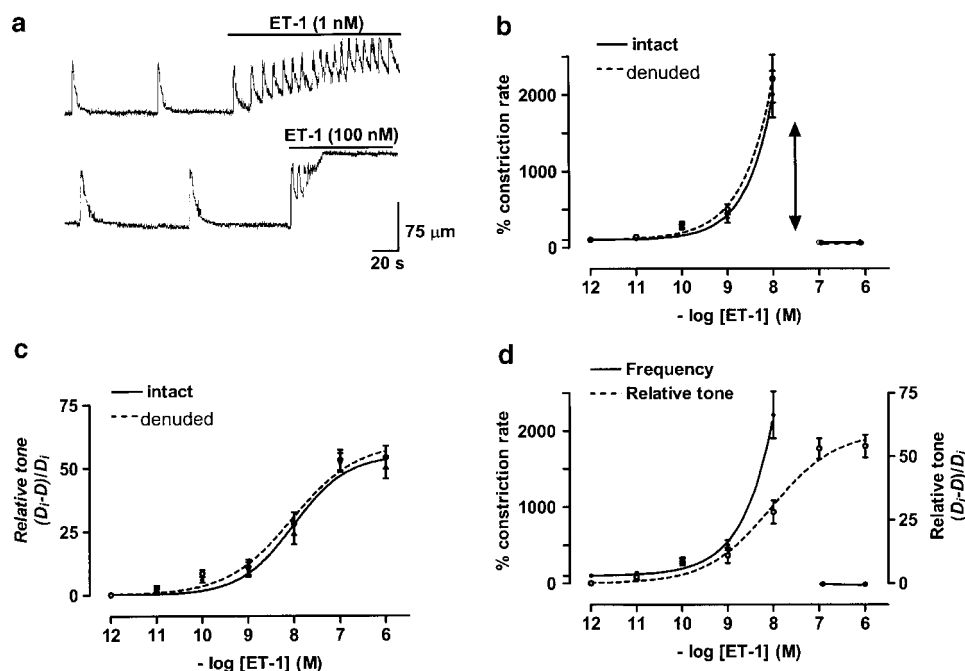 a
ET-1 (1 nM)
ET-1 (100 nM)
75 μm
20 s
b
intact
denuded
2000
1000
0
% constriction rate
12 11 10 9 8 7 6
- log [ET-1] (M)
c
intact
denuded
75
50
25
0
Relative tone
(Di-D)/Di
12 11 10 9 8 7 6
- log [ET-1] (M)
d
Frequency
Relative tone
2000
1000
0
% constriction rate
75
50
25
0
Relative tone
(Di-D)/Di
12 11 10 9 8 7 6
- log [ET-1] (M)